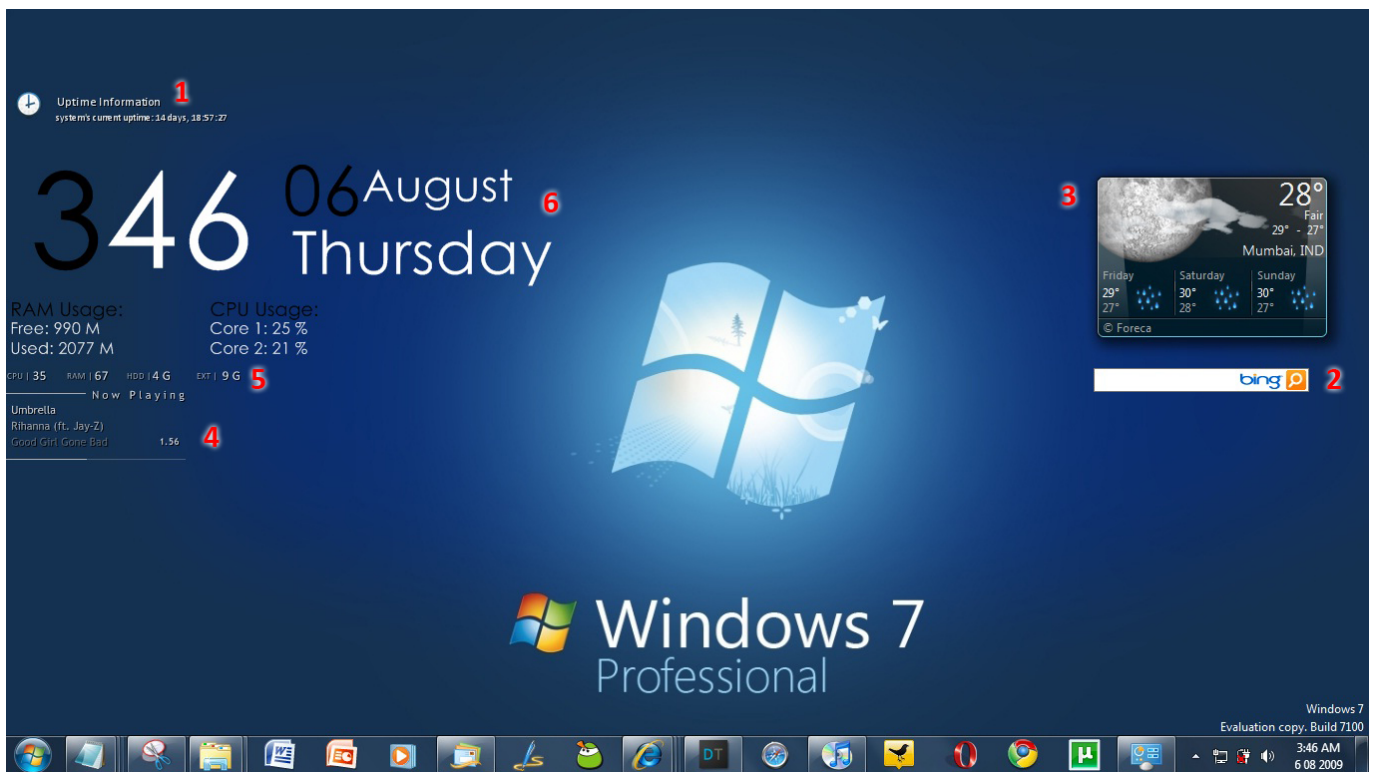 Uptime Information 1
system's current uptime: 14 days, 18:57:27
346 06 August 6
Thursday
RAM Usage: CPU Usage:
Free: 990 M Core 1: 25 %
Used: 2077 M Core 2: 21 %
CPU | 35 RAM | 67 HDD | 4 G EXT | 9 G 5
Now Playing
Umbrella
Rihanna (ft. Jay-Z)
Good Girl Gone Bad 1.56 4
3 28°
Fair
29° - 27°
Mumbai, IND
Friday Saturday Sunday
29° 30° 30°
27° 28° 27°
© Foreca
bing 2
Windows 7
Professional
Windows 7
Evaluation copy. Build 7100
DT
µ
3:46 AM
6 08 2009